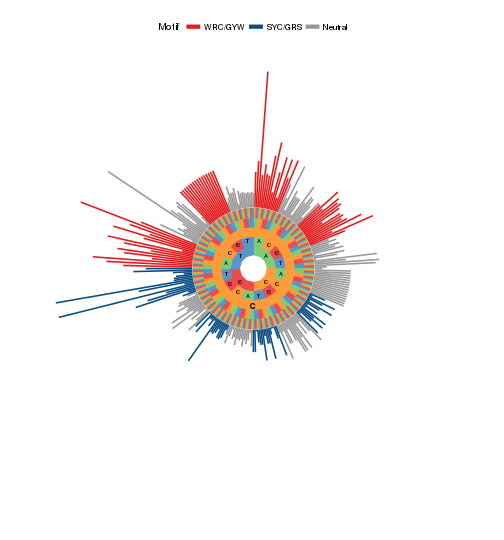 Motif WRC/GYW SYC/GRS Neutral
T A
G C
C G
T A
A T
T A
G G C C
C G
A T
C